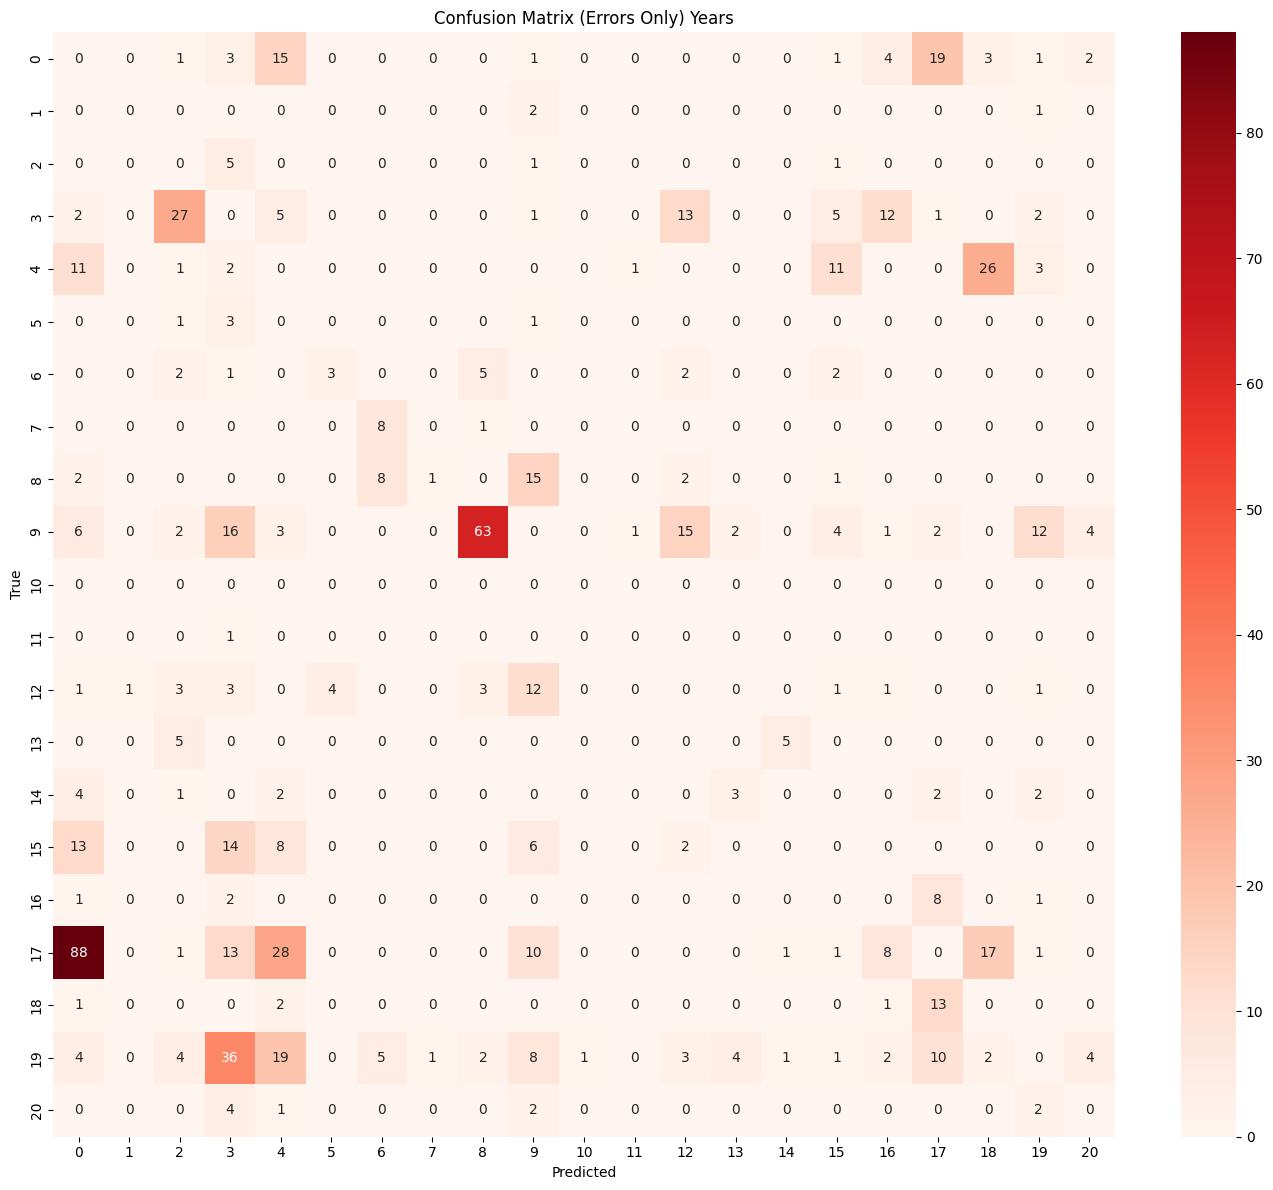 Confusion Matrix (Errors Only) Years
0 0 0 1 3 15 0 0 0 0 1 0 0 0 0 0 1 4 19 3 1 2
1 0 0 0 0 0 0 0 0 0 2 0 0 0 0 0 0 0 0 0 1 0
2 0 0 0 5 0 0 0 0 0 1 0 0 0 0 0 1 0 0 0 0 0
3 2 0 27 0 5 0 0 0 0 1 0 0 13 0 0 5 12 1 0 2 0
4 11 0 1 2 0 0 0 0 0 0 0 1 0 0 0 11 0 0 26 3 0
5 0 0 1 3 0 0 0 0 0 1 0 0 0 0 0 0 0 0 0 0 0
6 0 0 2 1 0 3 0 0 5 0 0 0 2 0 0 2 0 0 0 0 0
7 0 0 0 0 0 0 8 0 1 0 0 0 0 0 0 0 0 0 0 0 0
8 2 0 0 0 0 0 8 1 0 15 0 0 2 0 0 1 0 0 0 0 0
9 6 0 2 16 3 0 0 0 63 0 0 1 15 2 0 4 1 2 0 12 4
10 0 0 0 0 0 0 0 0 0 0 0 0 0 0 0 0 0 0 0 0 0
11 0 0 0 1 0 0 0 0 0 0 0 0 0 0 0 0 0 0 0 0 0
12 1 1 3 3 0 4 0 0 3 12 0 0 0 0 0 1 1 0 0 1 0
13 0 0 5 0 0 0 0 0 0 0 0 0 0 0 5 0 0 0 0 0 0
14 4 0 1 0 2 0 0 0 0 0 0 0 0 3 0 0 0 2 0 2 0
15 13 0 0 14 8 0 0 0 0 6 0 0 2 0 0 0 0 0 0 0 0
16 1 0 0 2 0 0 0 0 0 0 0 0 0 0 0 0 0 8 0 1 0
17 88 0 1 13 28 0 0 0 0 10 0 0 0 0 1 1 8 0 17 1 0
18 1 0 0 0 2 0 0 0 0 0 0 0 0 0 0 0 1 13 0 0 0
19 4 0 4 36 19 0 5 1 2 8 1 0 3 4 1 1 2 10 2 0 4
20 0 0 0 4 1 0 0 0 0 2 0 0 0 0 0 0 0 0 0 2 0
0 1 2 3 4 5 6 7 8 9 10 11 12 13 14 15 16 17 18 19 20
Predicted
True
80
70
60
50
40
30
20
10
0